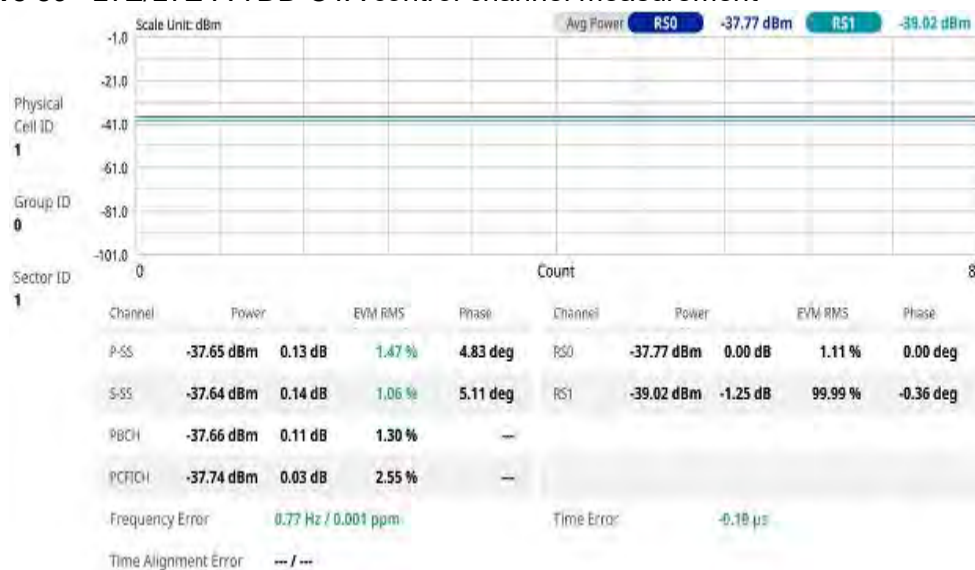 Scale Unit: dBm
Avg Power RS0 -37.77 dBm RS1 -39.02 dBm
-1.0
-21.0
-41.0
-61.0
-81.0
-101.0
0 Count 8
Physical
Cell ID
1
Group ID
0
Sector ID
1
Channel Power EVM RMS Phase Channel Power EVM RMS Phase
P-SS -37.65 dBm 0.13 dB 1.47 % 4.83 deg RS0 -37.77 dBm 0.00 dB 1.11 % 0.00 deg
S-SS -37.64 dBm 0.14 dB 1.06 % 5.11 deg RS1 -39.02 dBm -1.25 dB 99.99 % -0.36 deg
PBCH -37.66 dBm 0.11 dB 1.30 % ---
PCFICH -37.74 dBm 0.03 dB 2.55 % ---
Frequency Error 0.77 Hz / 0.001 ppm Time Error -0.10 µs
Time Alignment Error --- / ---